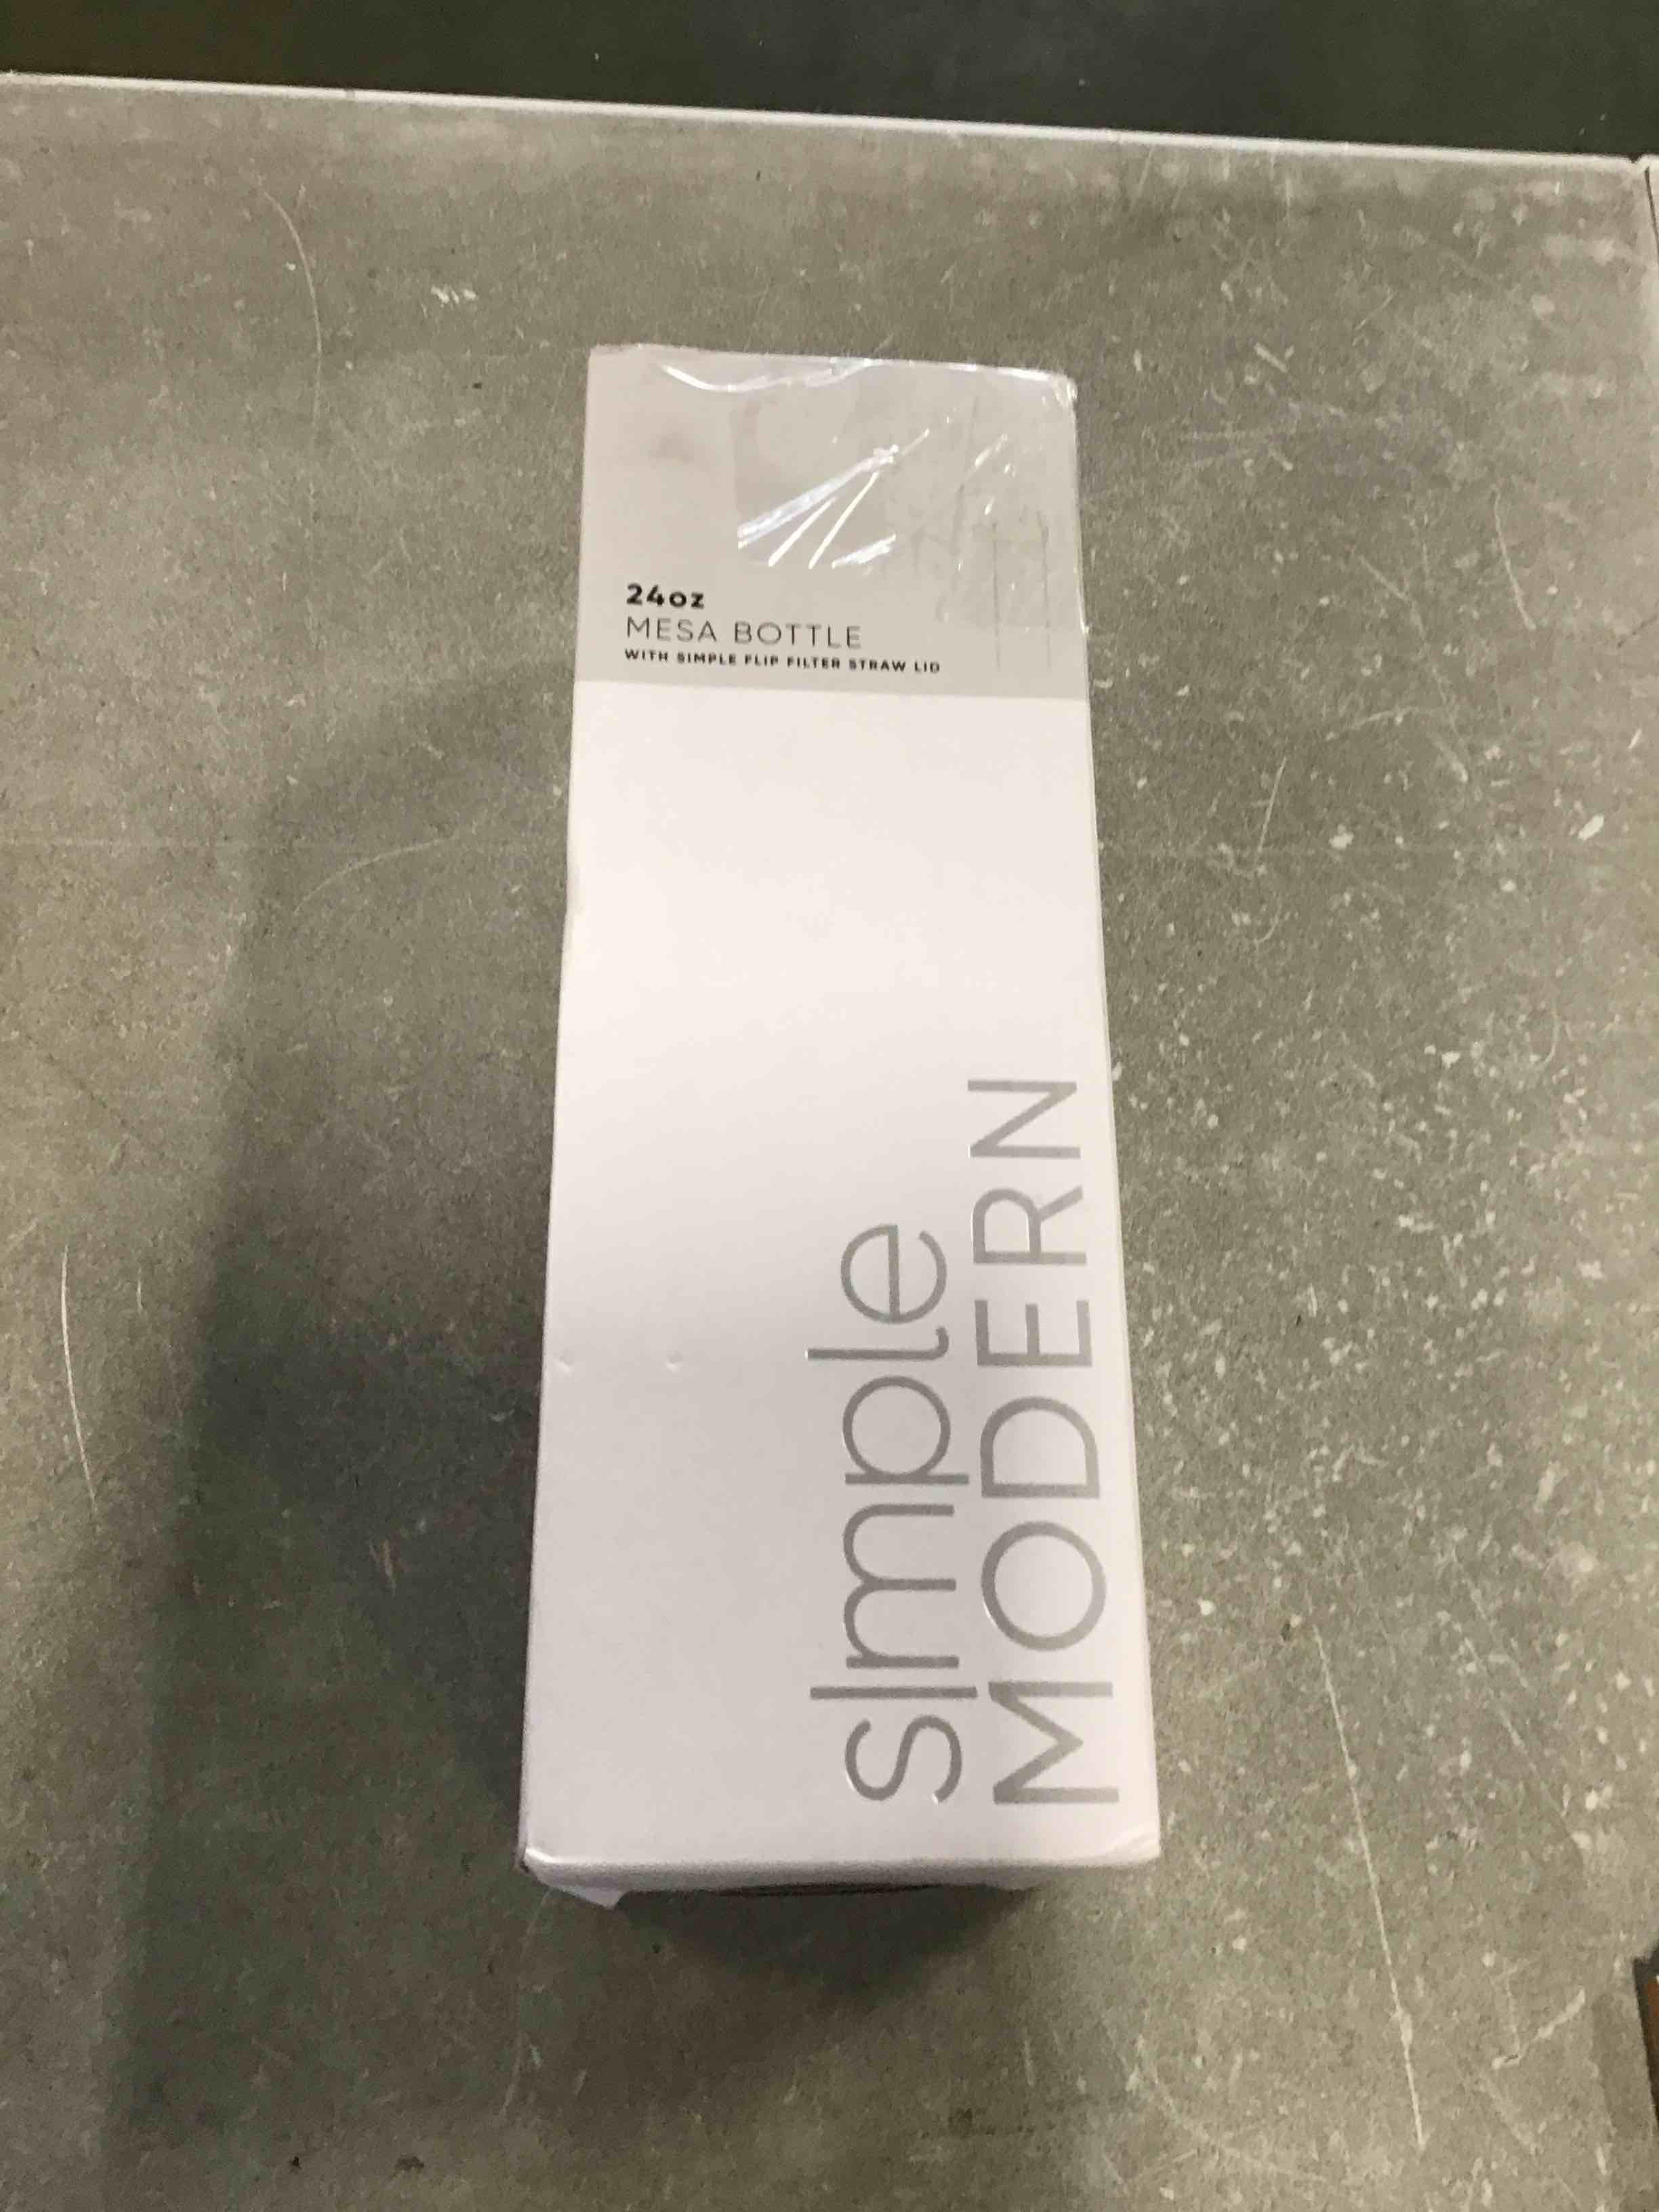 24oz
MESA BOTTLE
WITH SIMPLE FLIP FILTER STRAW LID
simple
MODERN